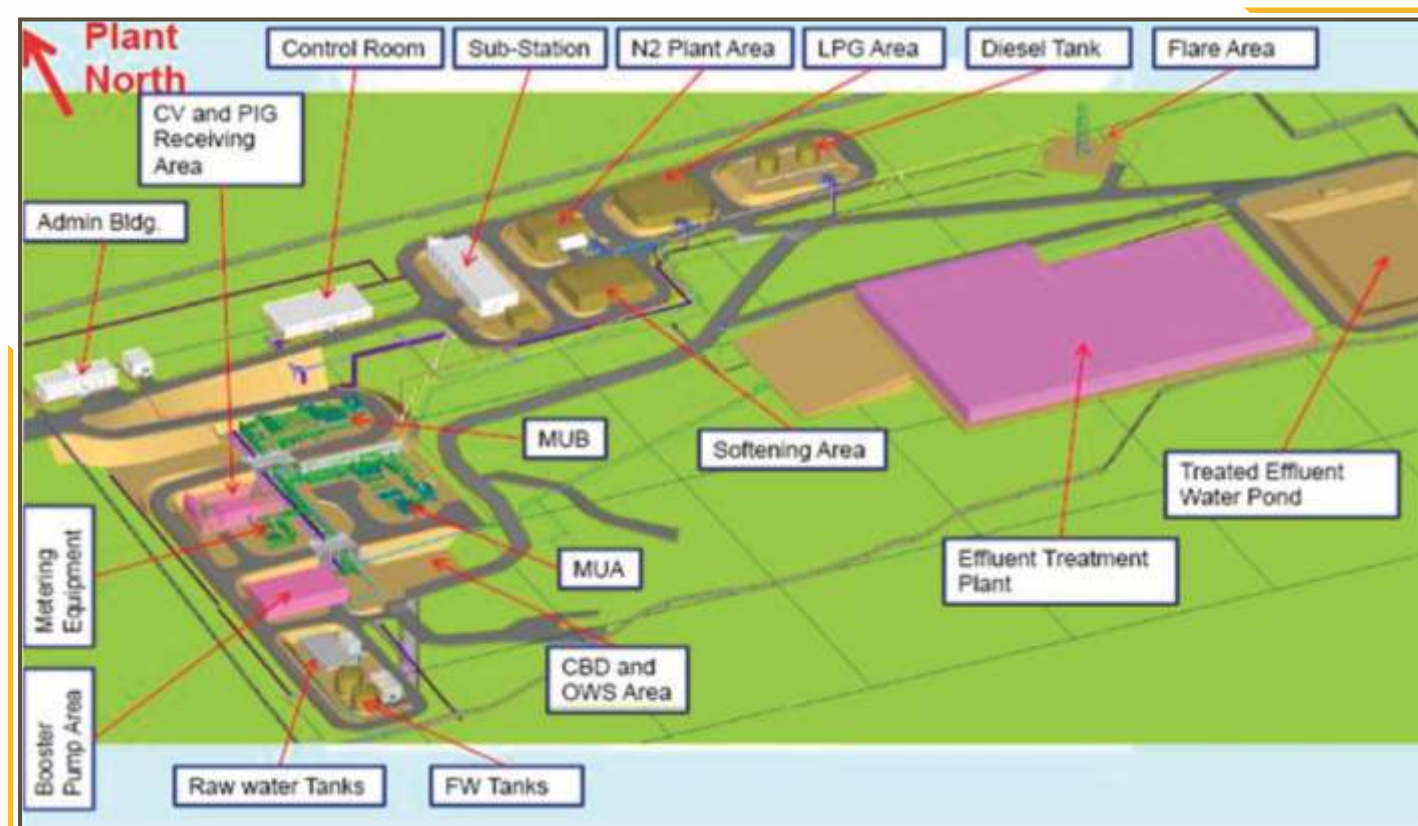 Plant
North
Control Room
Sub-Station
N2 Plant Area
LPG Area
Diesel Tank
Flare Area
CV and PIG
Receiving
Area
Admin Bldg.
MUB
Softening Area
Treated Effluent
Water Pond
Metering
Equipment
MUA
Effluent Treatment
Plant
CBD and
OWS Area
Booster
Pump Area
Raw water Tanks
FW Tanks